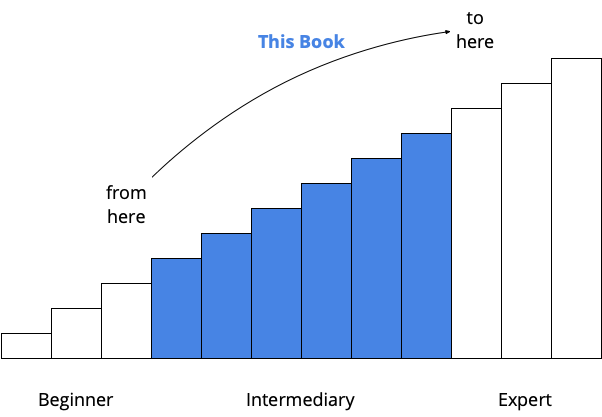 to
here
This Book
from
here
Beginner
Intermediary
Expert